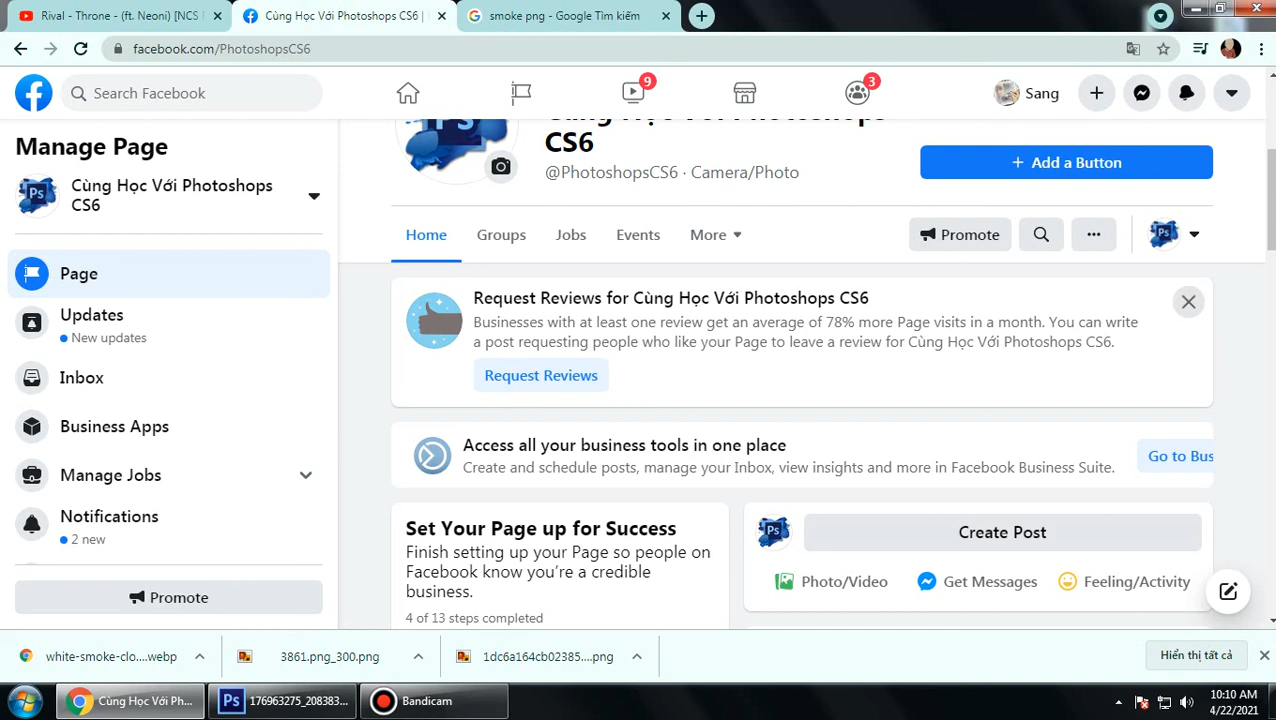 Rival - Throne - (ft. Neoni) [NCS
Cùng Học Với Photoshops CS6 |
smoke png - Google Tìm kiếm
facebook.com/PhotoshopsCS6
Search Facebook
9
3
Sang
Manage Page
Cùng Học Với Photoshops
CS6
Page
Updates
New updates
Inbox
Business Apps
Manage Jobs
Notifications
2 new
Promote
Cùng Học Với Photoshops
CS6
@PhotoshopsCS6 · Camera/Photo
+ Add a Button
Home
Groups
Jobs
Events
More
Promote
Request Reviews for Cùng Học Với Photoshops CS6
Businesses with at least one review get an average of 78% more Page visits in a month. You can write
a post requesting people who like your Page to leave a review for Cùng Học Với Photoshops CS6.
Request Reviews
Access all your business tools in one place
Create and schedule posts, manage your Inbox, view insights and more in Facebook Business Suite.
Go to Bus
Set Your Page up for Success
Finish setting up your Page so people on
Facebook know you're a credible
business.
4 of 13 steps completed
Ps
Create Post
Photo/Video
Get Messages
Feeling/Activity
white-smoke-clo....webp
3861.png_300.png
1dc6a164cb02385....png
Hiển thị tất cả
Cùng Học Với Ph...
Ps
176963275_208383...
Bandicam
10:10 AM
4/22/2021